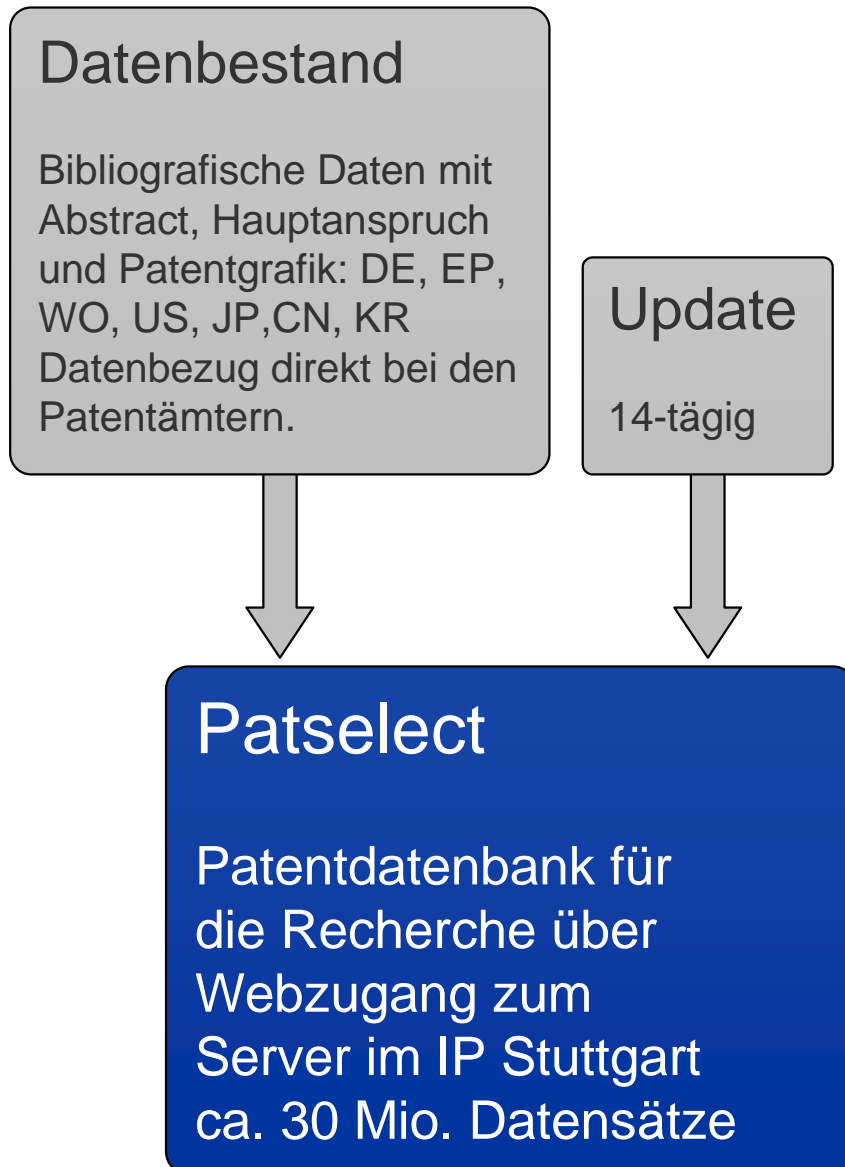 Datenbestand
Bibliografische Daten mit
Abstract, Hauptanspruch
und Patentgrafik: DE, EP,
WO, US, JP,CN, KR
Datenbezug direkt bei den
Patentämtern.
Update
14-tägig
Patselect
Patentdatenbank für
die Recherche über
Webzugang zum
Server im IP Stuttgart
ca. 30 Mio. Datensätze